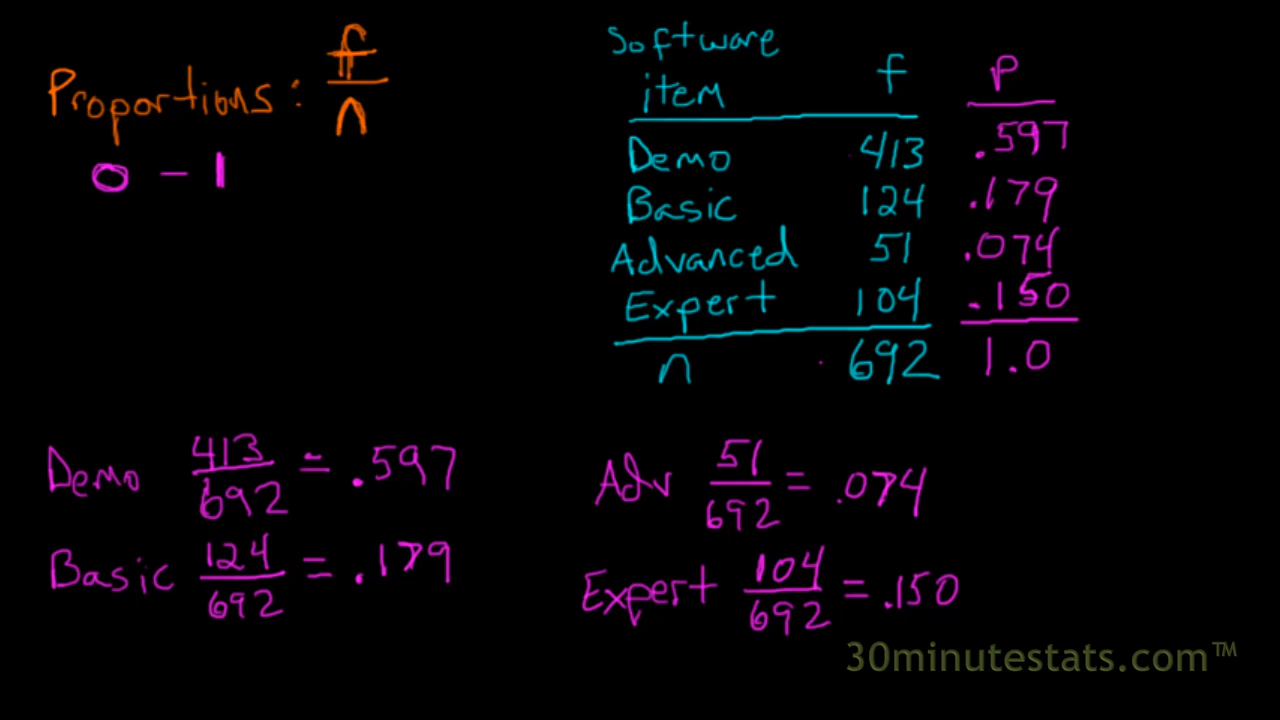 Proportions: f/n
0 - 1
Software item f p
Demo 413 .597
Basic 124 .179
Advanced 51 .074
Expert 104 .150
n 692 1.0
Demo 413/692 = .597
Basic 124/692 = .179
Adv 51/692 = .074
Expert 104/692 = .150
30minutestats.com™